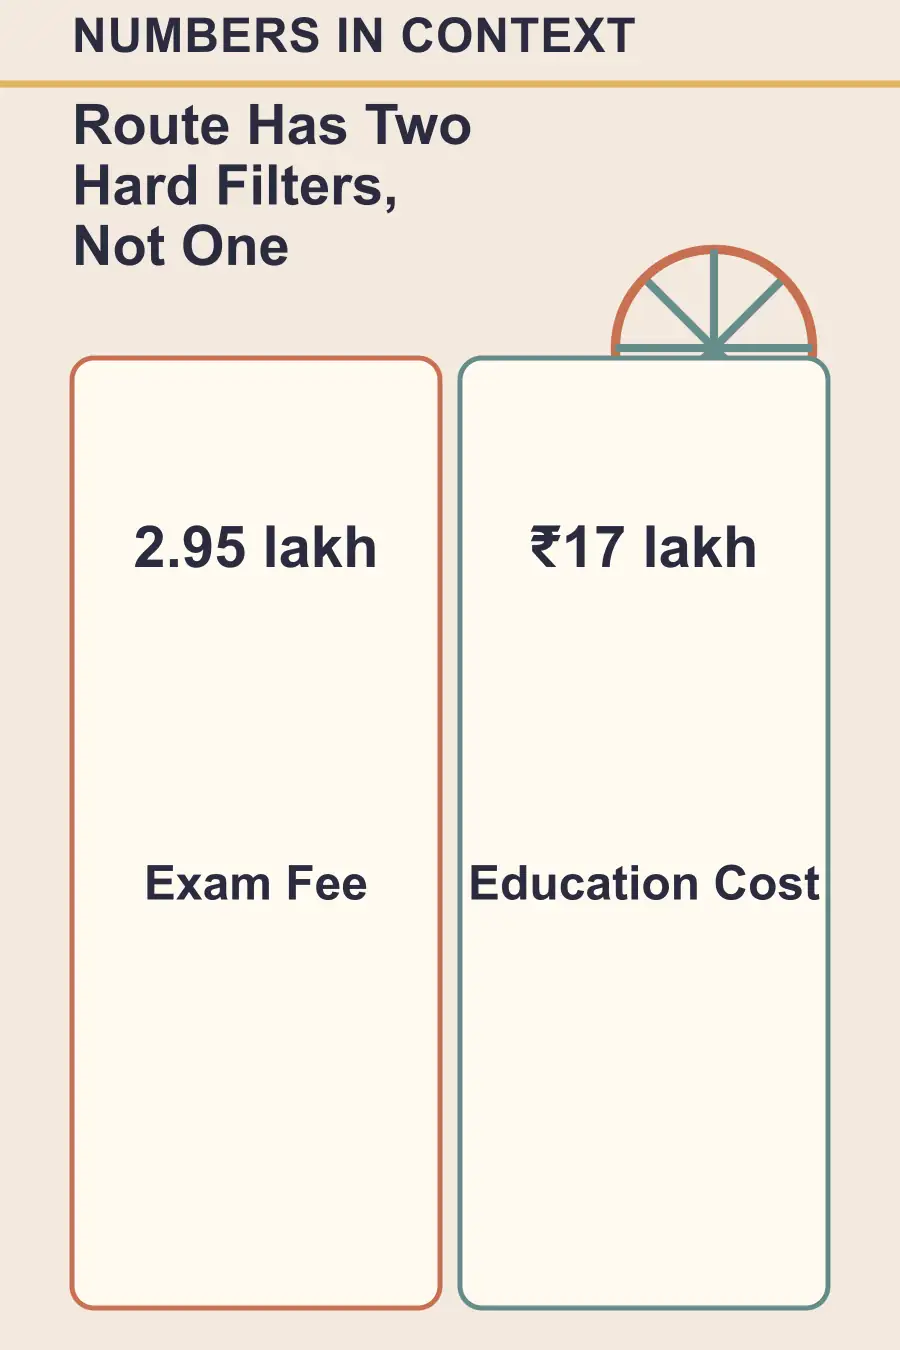 NUMBERS IN CONTEXT
Route Has Two
Hard Filters,
Not One
2.95 lakh
Exam Fee
₹17 lakh
Education Cost